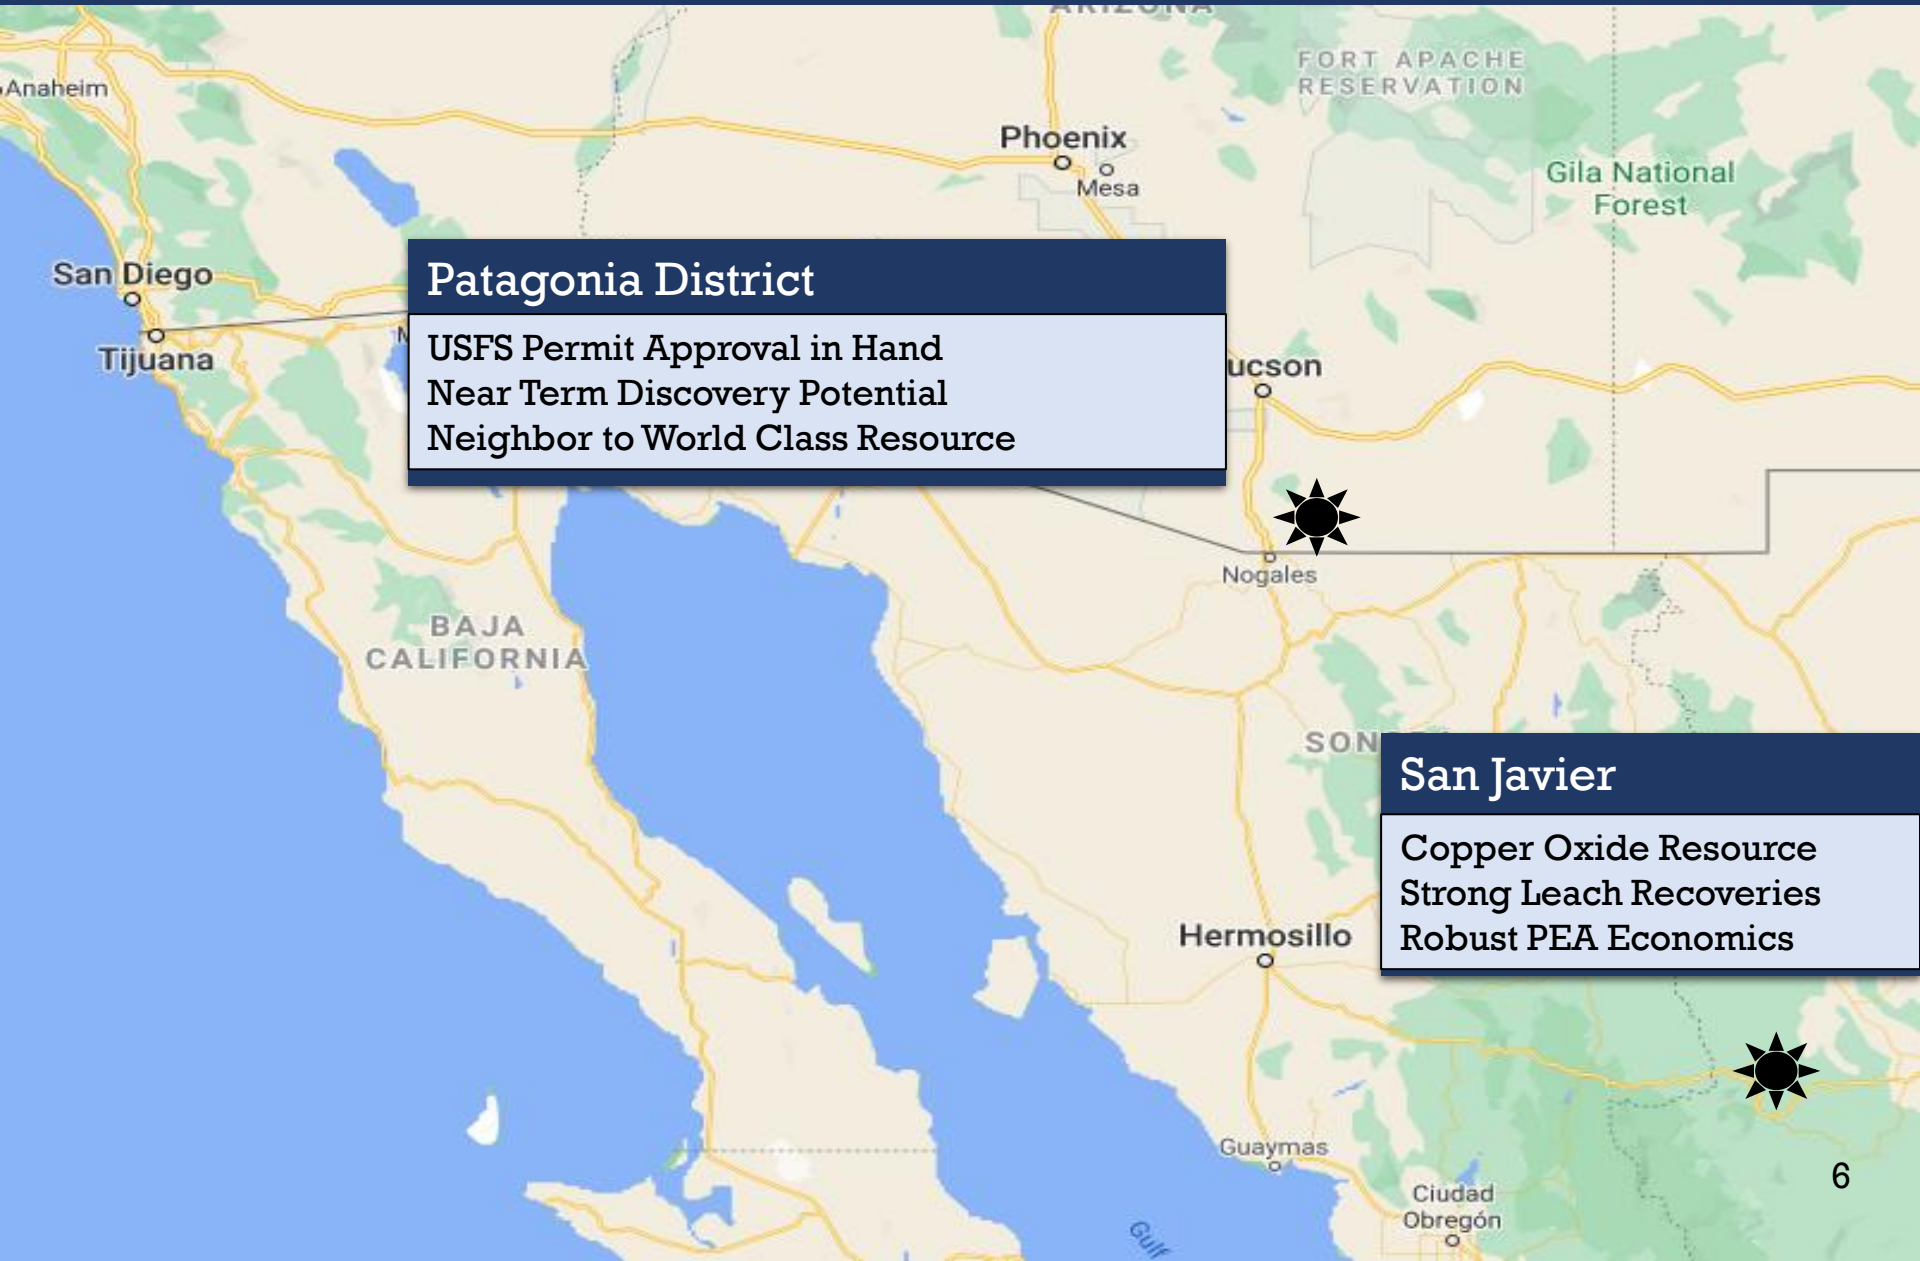 ARIZONA
FORT APACHE
RESERVATION
Anaheim
Phoenix
Mesa
Gila National
Forest
San Diego
Tijuana
Patagonia District
USFS Permit Approval in Hand
Near Term Discovery Potential
Neighbor to World Class Resource
ucson
Nogales
BAJA
CALIFORNIA
SON
San Javier
Copper Oxide Resource
Strong Leach Recoveries
Robust PEA Economics
Hermosillo
Guaymas
Ciudad
Obregón
Gulf
6